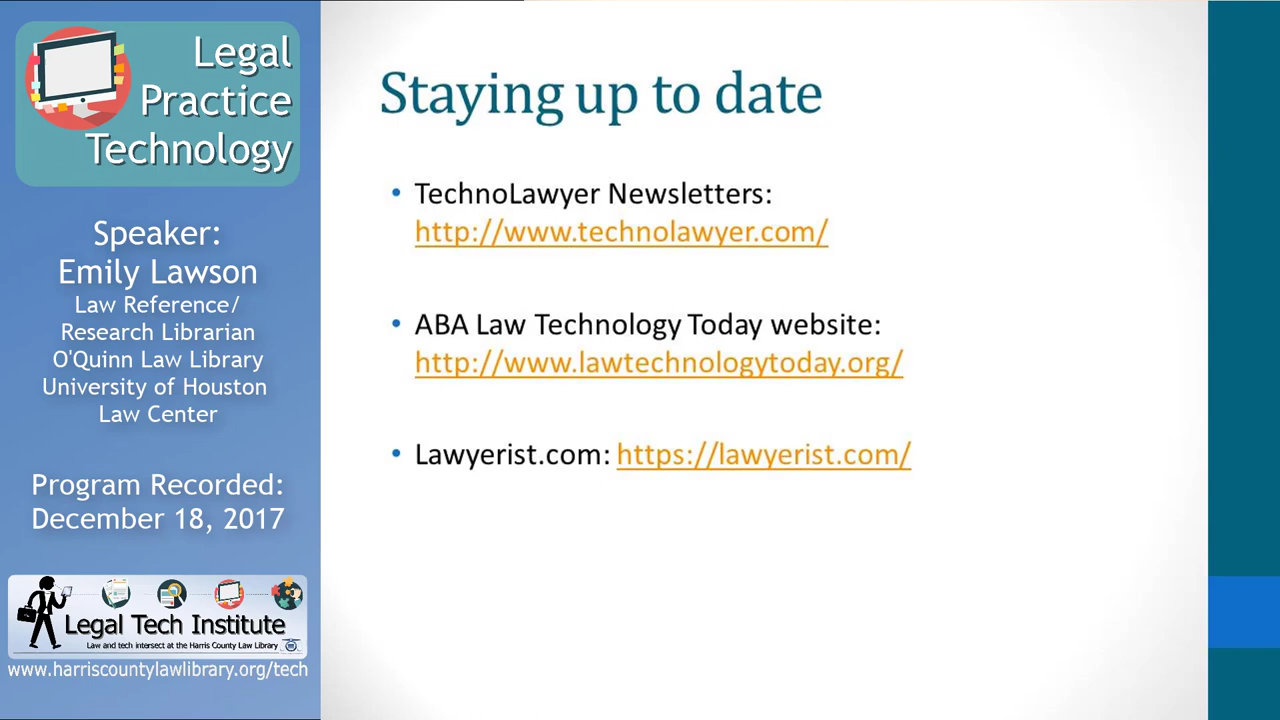 Legal
Practice
Technology
Speaker:
Emily Lawson
Law Reference/
Research Librarian
O'Quinn Law Library
University of Houston
Law Center
Program Recorded:
December 18, 2017
Legal Tech Institute
Law and tech intersect at the Harris County Law Library
www.harriscountylawlibrary.org/tech
Staying up to date
• TechnoLawyer Newsletters:
http://www.technolawyer.com/
• ABA Law Technology Today website:
http://www.lawtechnologytoday.org/
• Lawyerist.com: https://lawyerist.com/